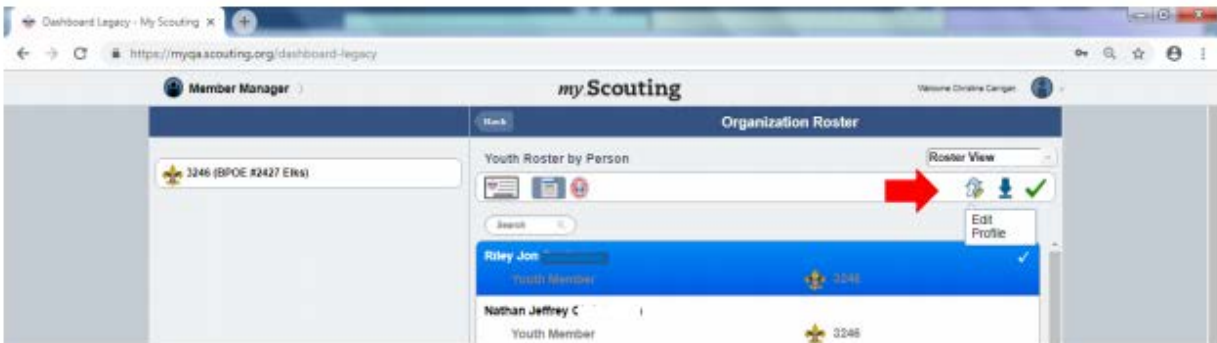 Dashboard Legacy - My Scouting
https://myqa.scouting.org/dashboard-legacy
Member Manager
my Scouting
Welcome Christine
Back
Organization Roster
3246 (BPOE #2427 Elks)
Youth Roster by Person
Roster View
Edit
Profile
Search
Riley Jon
Youth Member
3246
Nathan Jeffrey
Youth Member
3246